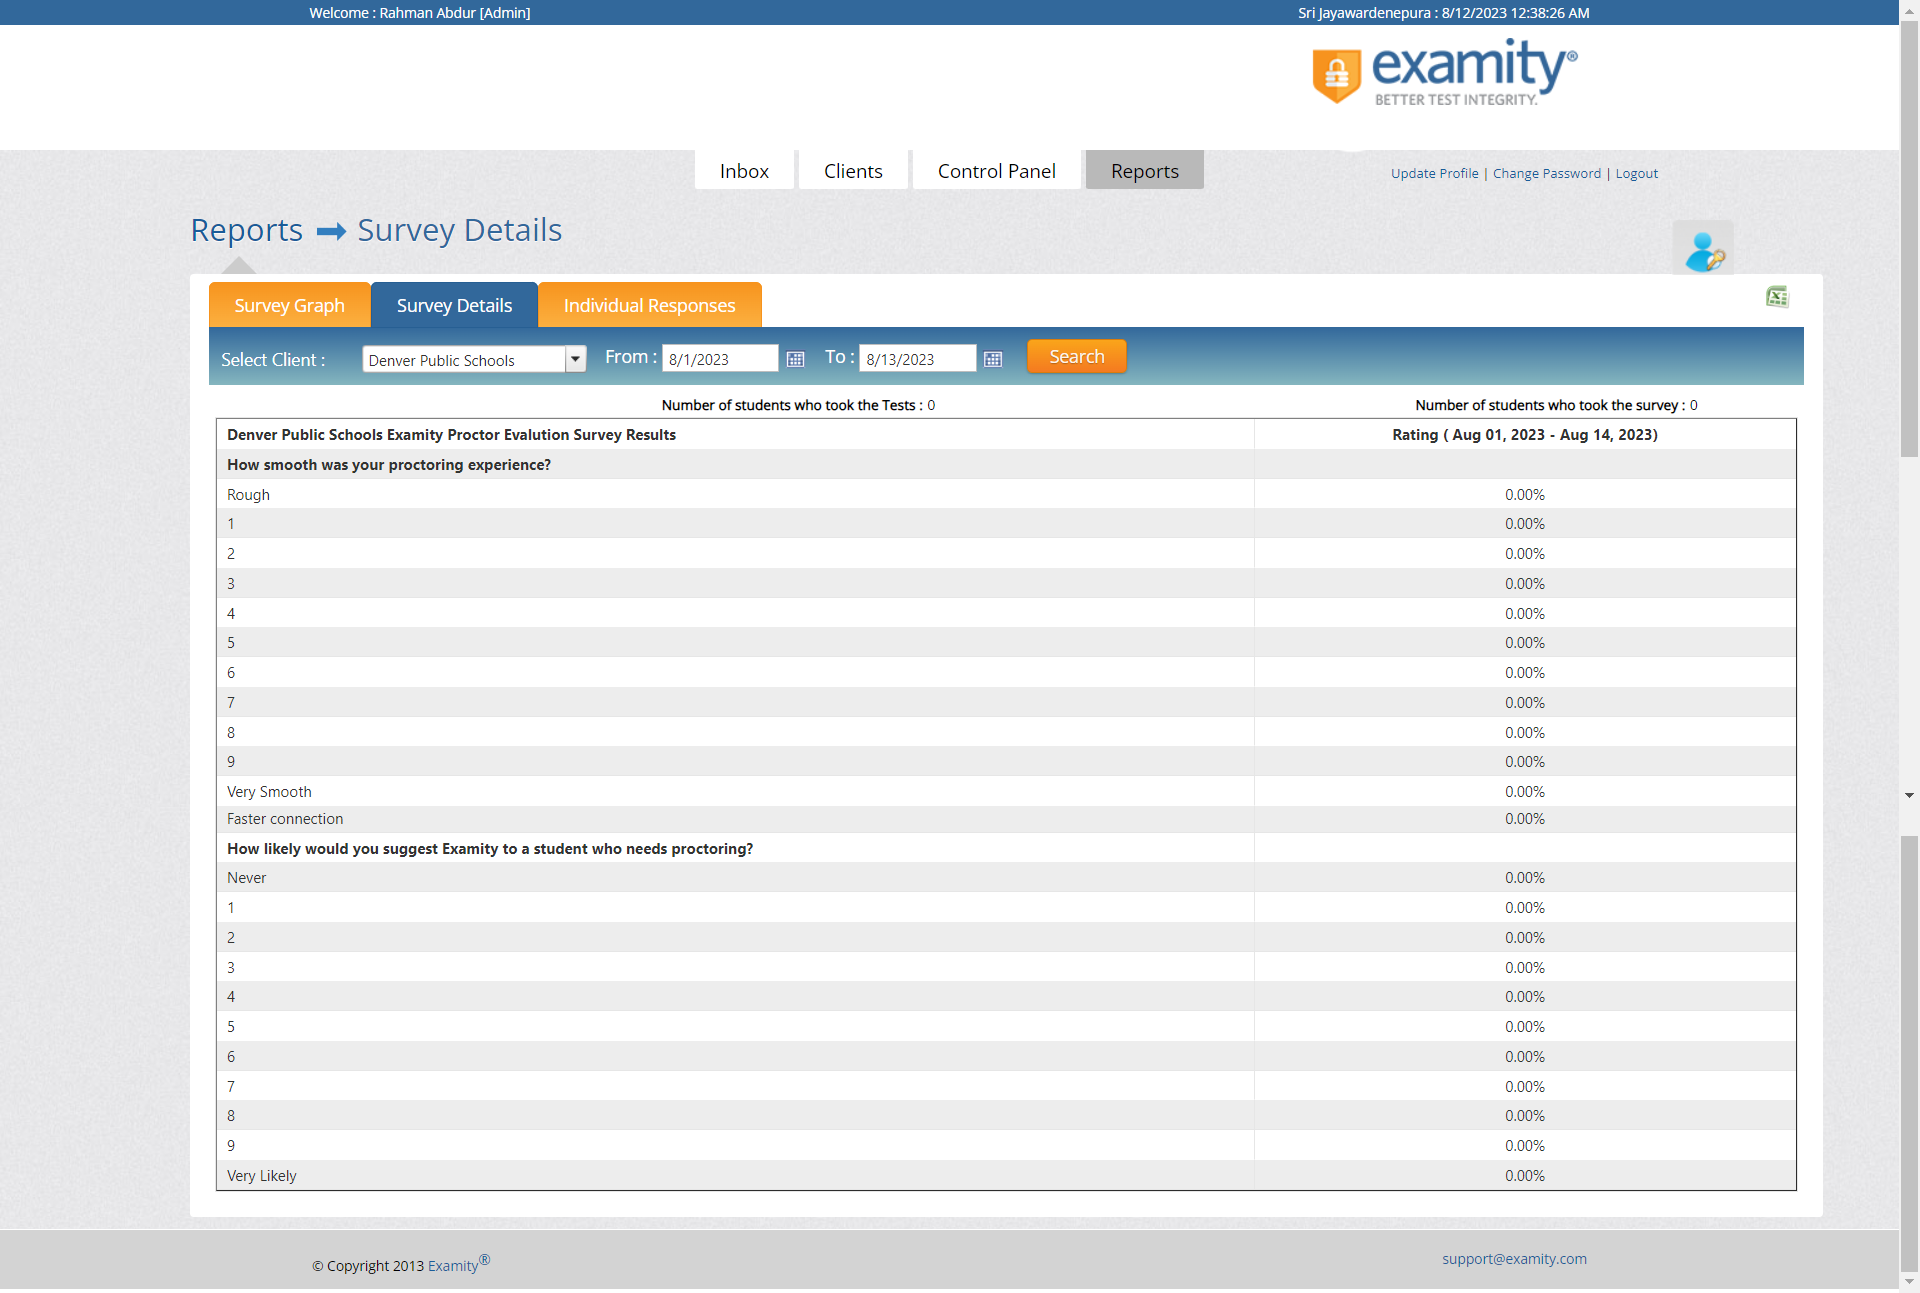 Welcome : Rahman Abdur [Admin]
Sri Jayawardenepura : 8/12/2023 12:38:26 AM
examity®
BETTER TEST INTEGRITY.
Inbox
Clients
Control Panel
Reports
Update Profile | Change Password | Logout
Reports Survey Details
Survey Graph
Survey Details
Individual Responses
Select Client :
Denver Public Schools
From :
8/1/2023
To :
8/13/2023
Search
Number of students who took the Tests : 0
Number of students who took the survey : 0
Denver Public Schools Examity Proctor Evalution Survey Results
Rating ( Aug 01, 2023 - Aug 14, 2023)
How smooth was your proctoring experience?
Rough 0.00%
1 0.00%
2 0.00%
3 0.00%
4 0.00%
5 0.00%
6 0.00%
7 0.00%
8 0.00%
9 0.00%
Very Smooth 0.00%
Faster connection 0.00%
How likely would you suggest Examity to a student who needs proctoring?
Never 0.00%
1 0.00%
2 0.00%
3 0.00%
4 0.00%
5 0.00%
6 0.00%
7 0.00%
8 0.00%
9 0.00%
Very Likely 0.00%
© Copyright 2013 Examity®
support@examity.com